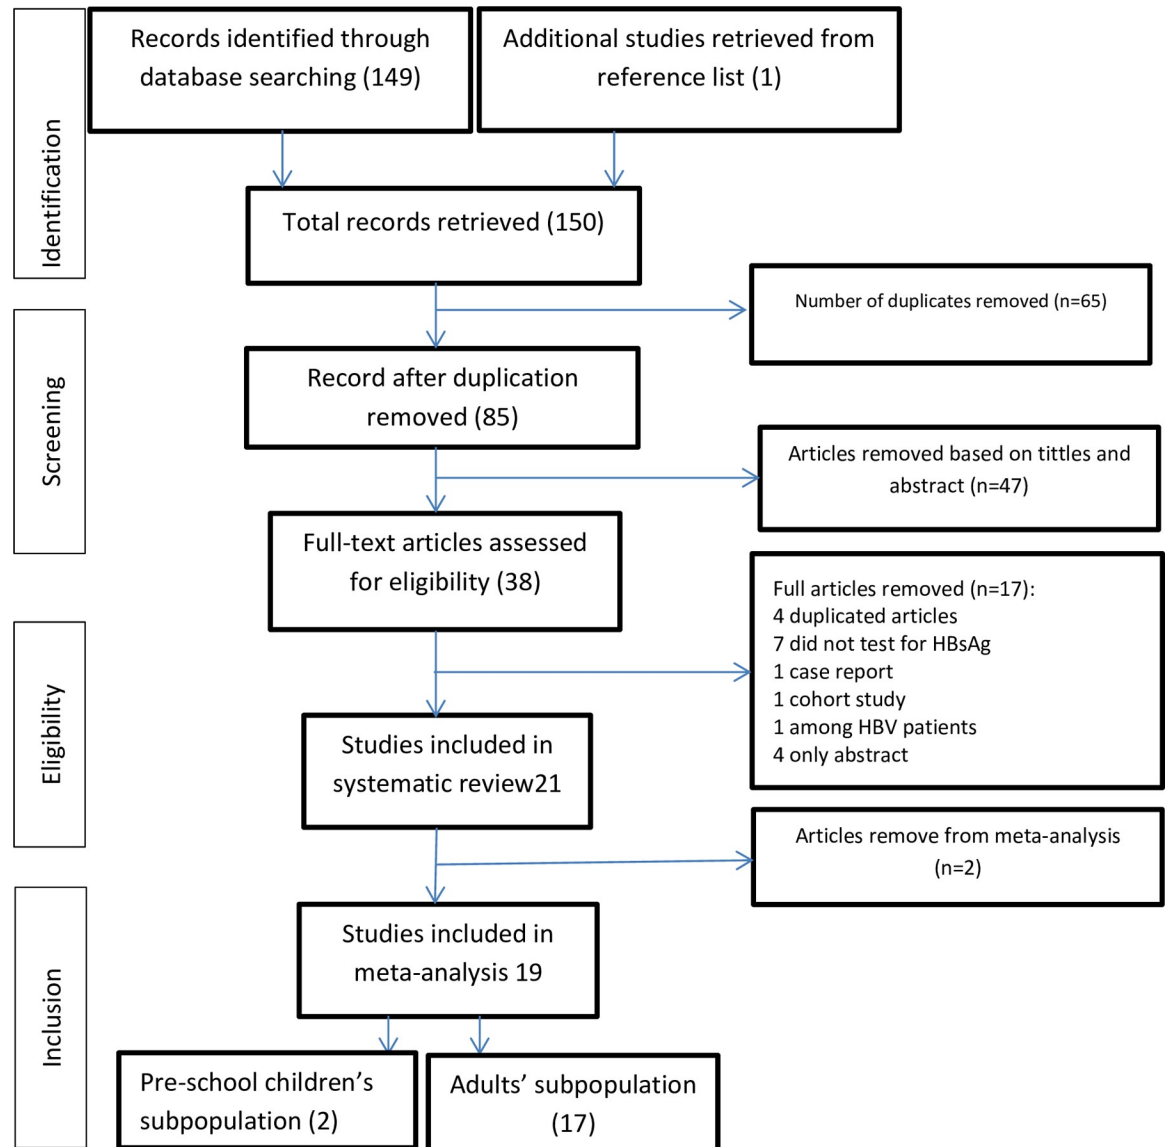 Identification
Records identified through
database searching (149)
Additional studies retrieved from
reference list (1)
Total records retrieved (150)
Number of duplicates removed (n=65)
Screening
Record after duplication
removed (85)
Articles removed based on tittles and
abstract (n=47)
Full-text articles assessed
for eligibility (38)
Full articles removed (n=17):
4 duplicated articles
7 did not test for HBsAg
1 case report
1 cohort study
1 among HBV patients
4 only abstract
Eligibility
Studies included in
systematic review21
Articles remove from meta-analysis
(n=2)
Inclusion
Studies included in
meta-analysis 19
Pre-school children’s
subpopulation (2)
Adults’ subpopulation
(17)